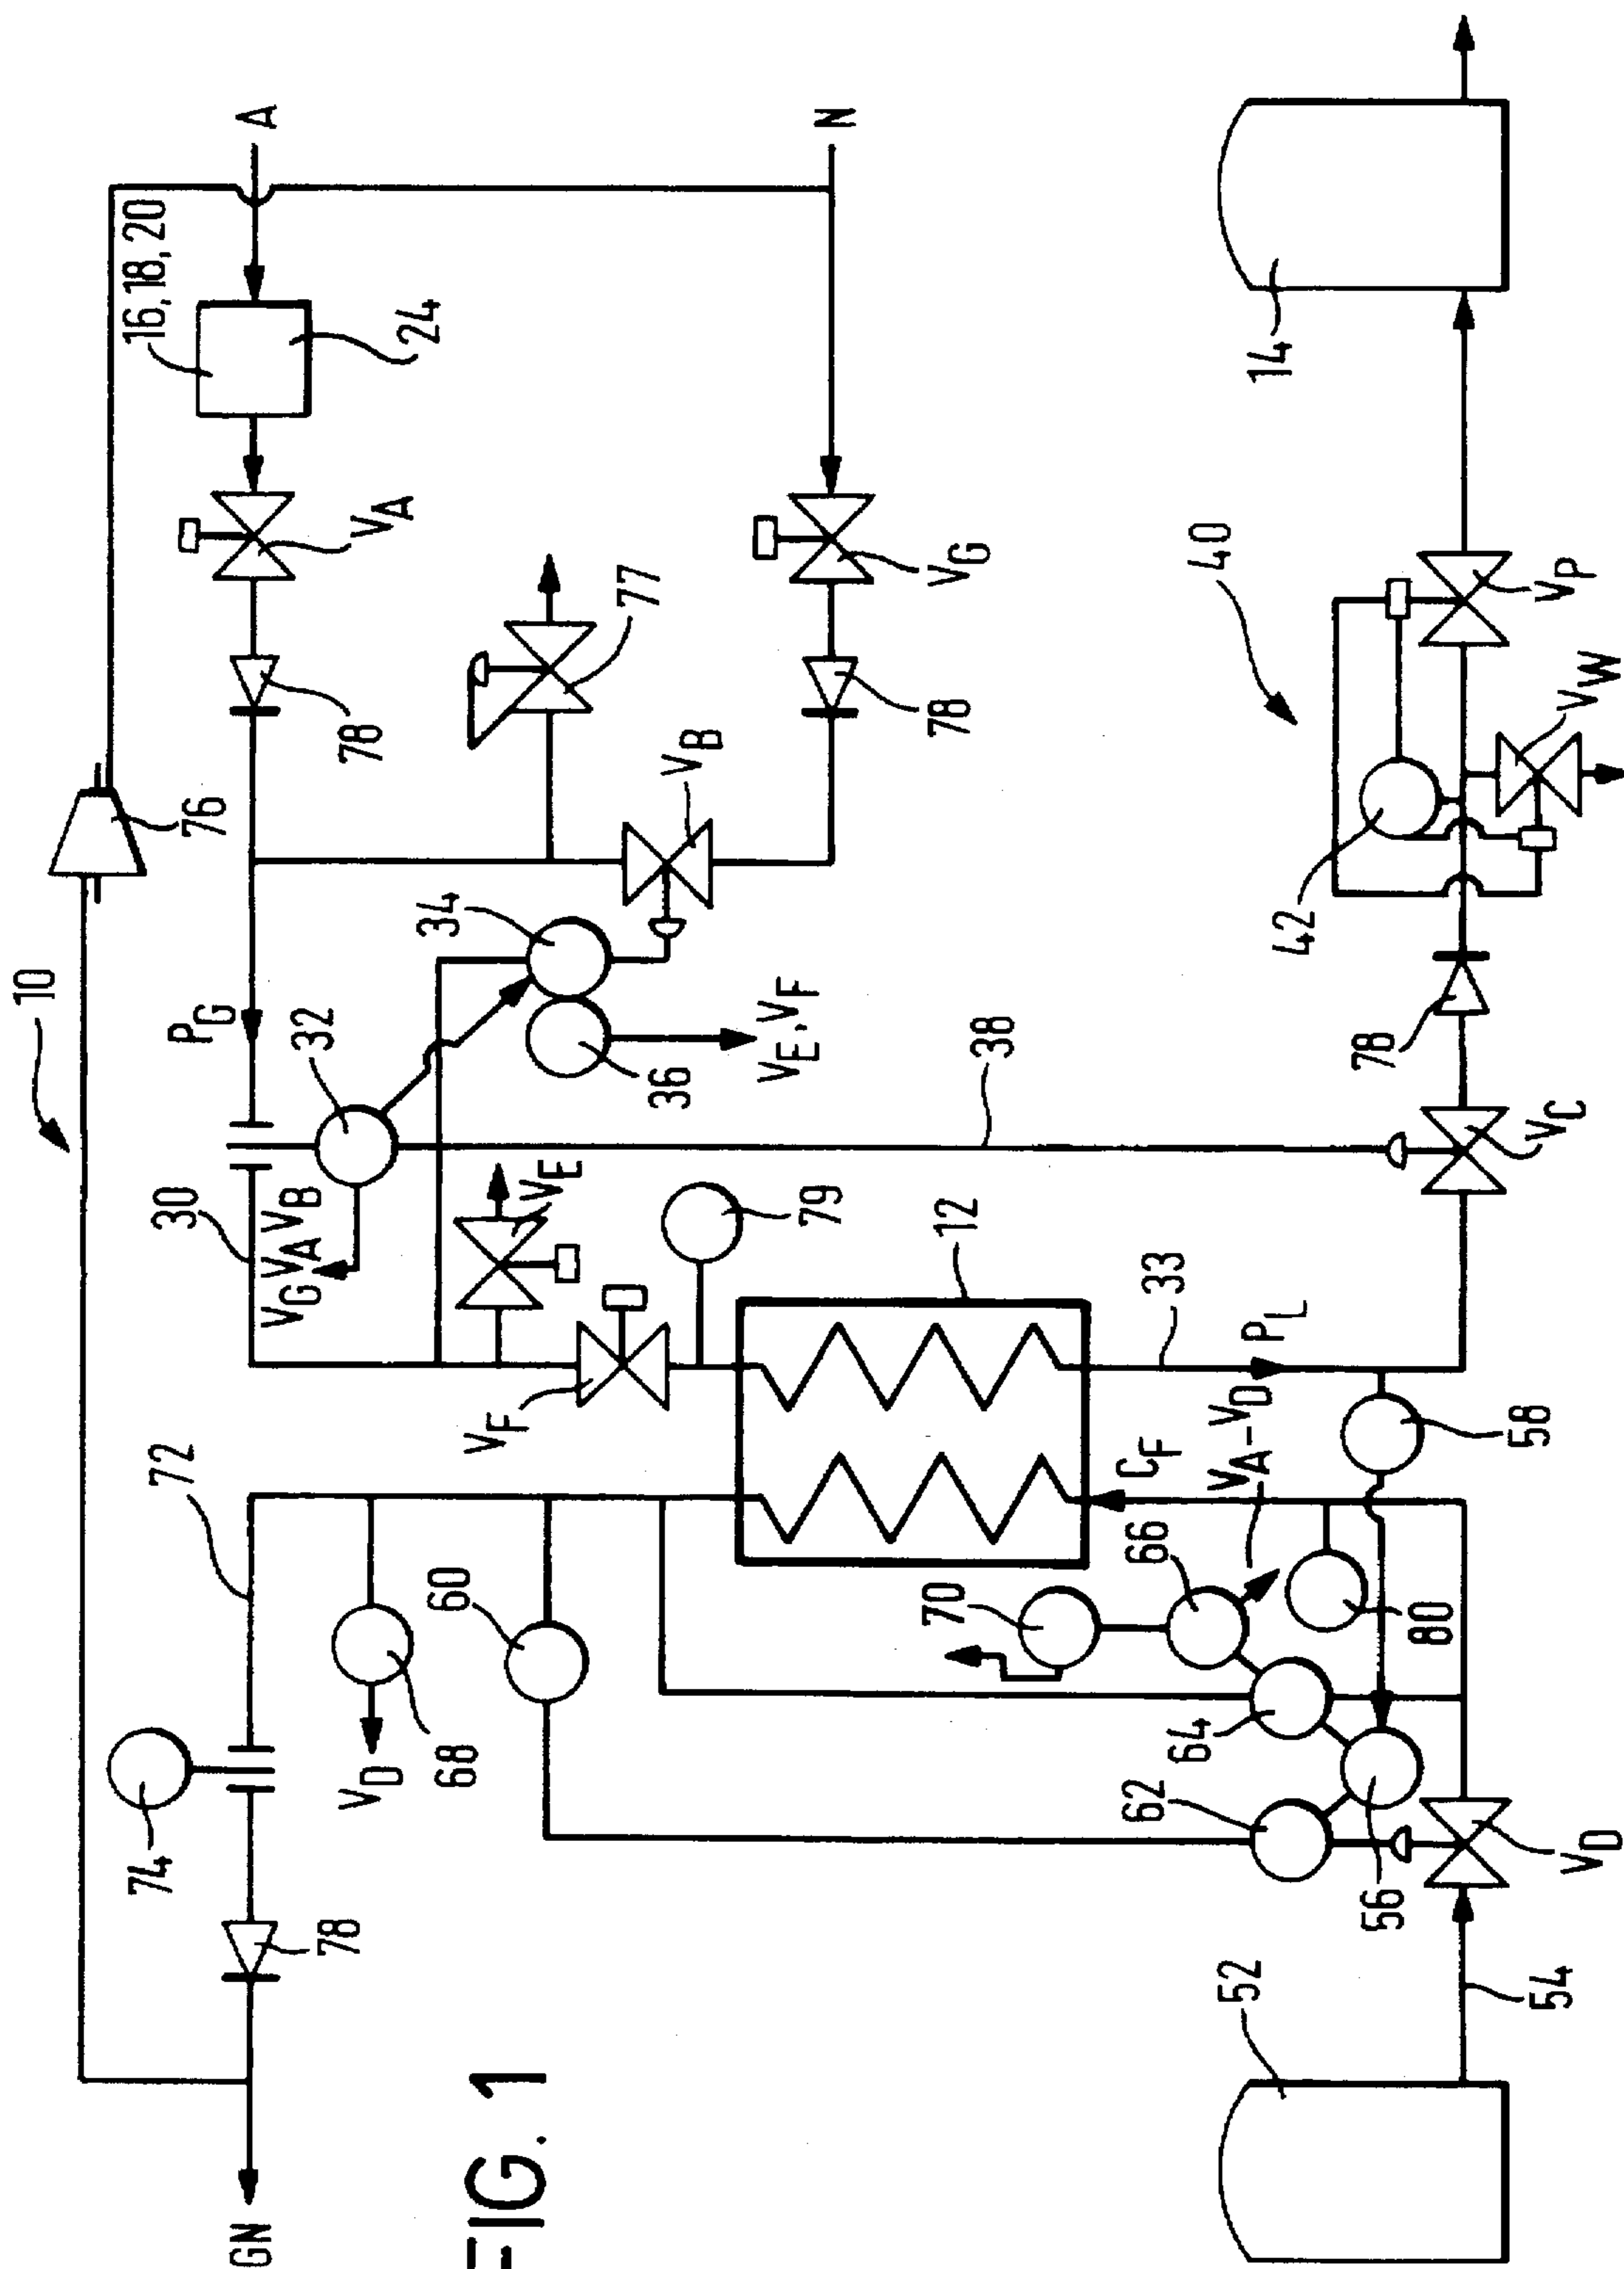 10
76
A
16, 18, 20
24
V_A
78
P_G
30
32
V_G V_A V_B
34
36
V_E, V_F
77
V_B
N
V_G
78
38
V_E
V_F
79
12
33
P_L
C_F
V_A – V_D
58
72
74
78
GN
V_D
68
60
62
64
66
70
80
56
V_D
54
52
V_C
78
40
42
V_W
V_P
14
FIG. 1